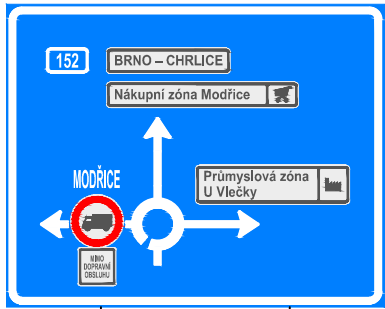 152
BRNO – CHRLICE
Nákupní zóna Modřice
MODŘICE
Průmyslová zóna
U Vlečky
MIMO
DOPRAVNÍ
OBSLUHU